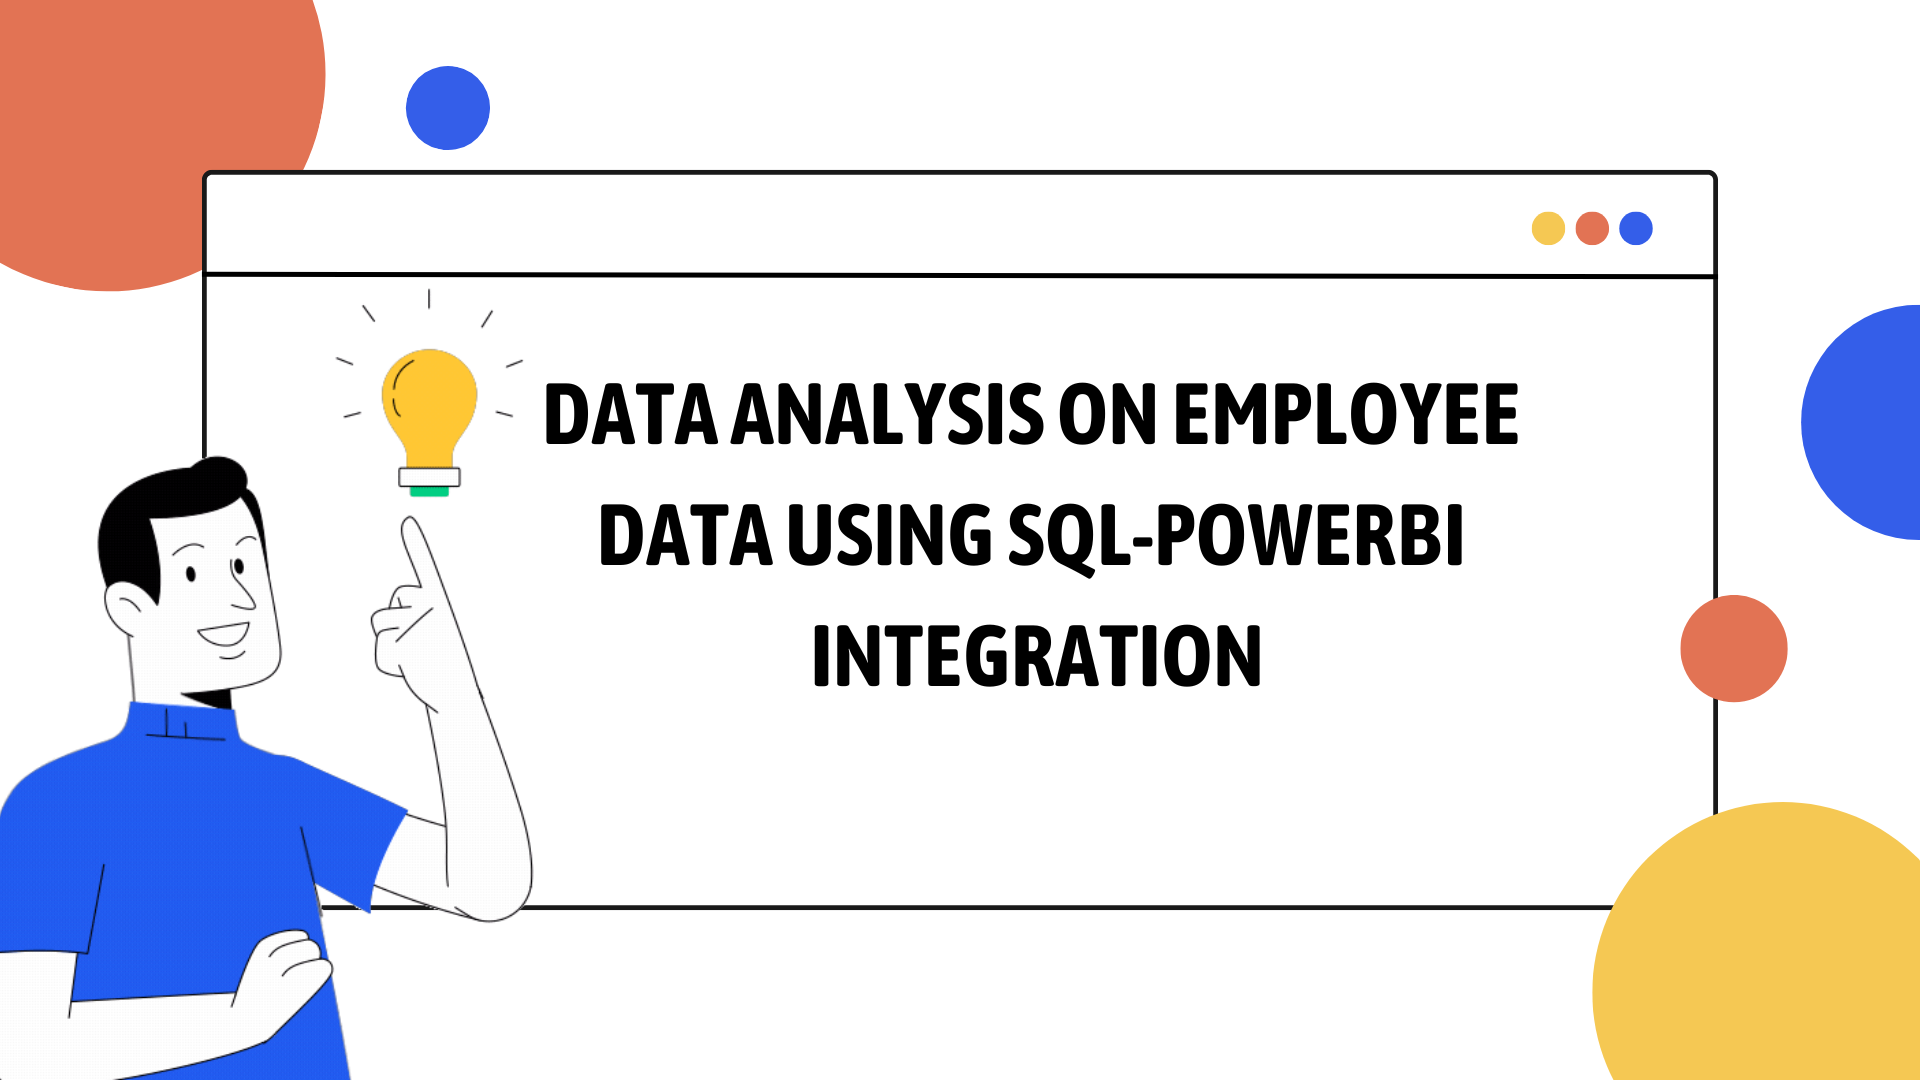 DATA ANALYSIS ON EMPLOYEE
DATA USING SQL-POWERBI
INTEGRATION